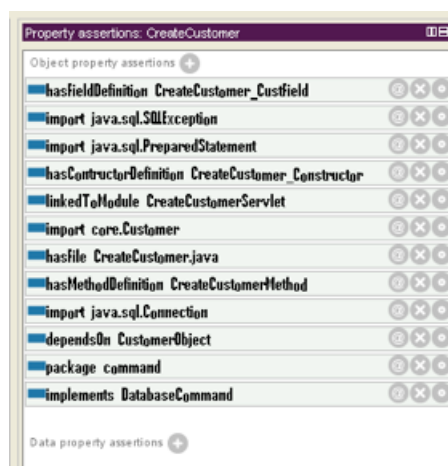 Property assertions: CreateCustomer
Object property assertions
hasFieldDefinition CreateCustomer_CustField
import java.sql.SQLException
import java.sql.PreparedStatement
hasContructorDefinition CreateCustomer_Constructor
linkedToModule CreateCustomerServlet
import core.Customer
hasFile CreateCustomer.java
hasMethodDefinition CreateCustomerMethod
import java.sql.Connection
dependsOn CustomerObject
package command
implements DatabaseCommand
Data property assertions